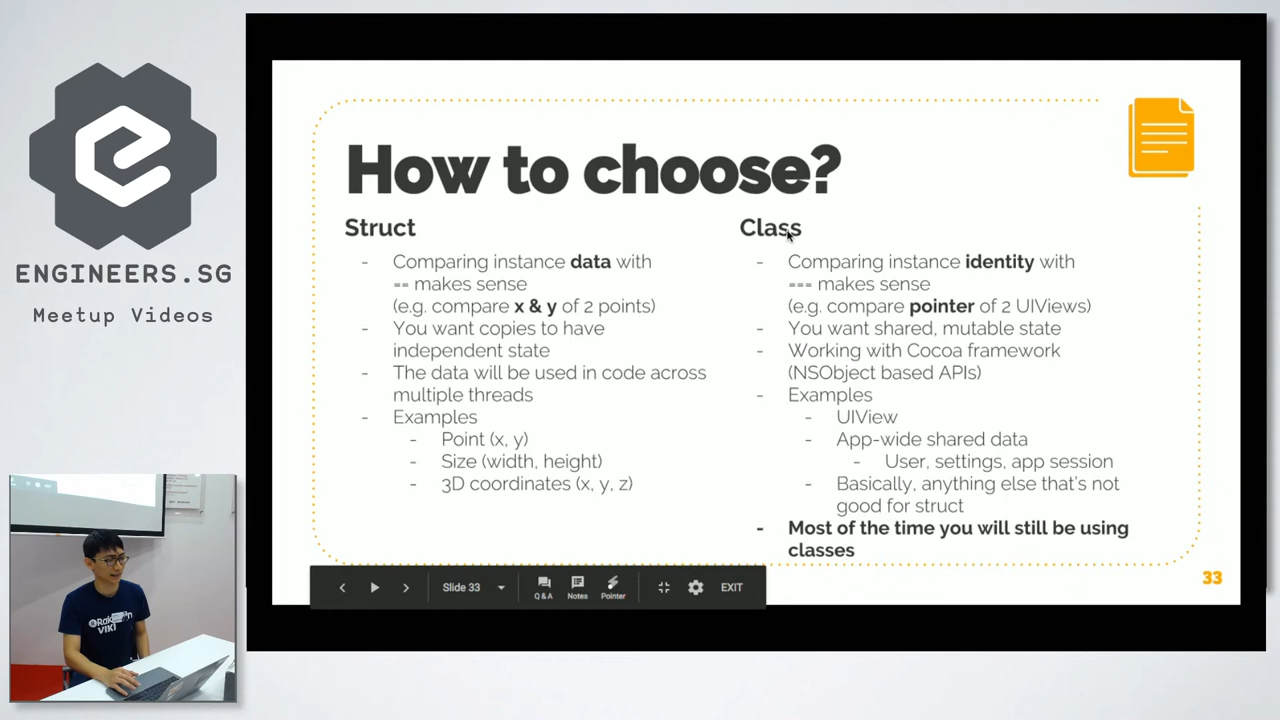 ENGINEERS.SG
Meetup Videos
How to choose?
Struct
- Comparing instance data with
== makes sense
(e.g. compare x & y of 2 points)
- You want copies to have
independent state
- The data will be used in code across
multiple threads
- Examples
- Point (x, y)
- Size (width, height)
- 3D coordinates (x, y, z)
Class
- Comparing instance identity with
=== makes sense
(e.g. compare pointer of 2 UIViews)
- You want shared, mutable state
- Working with Cocoa framework
(NSObject based APIs)
- Examples
- UIView
- App-wide shared data
- User, settings, app session
- Basically, anything else that's not
good for struct
- Most of the time you will still be using
classes
33
Slide 33
Q & A
Notes
Pointer
EXIT
VIKI